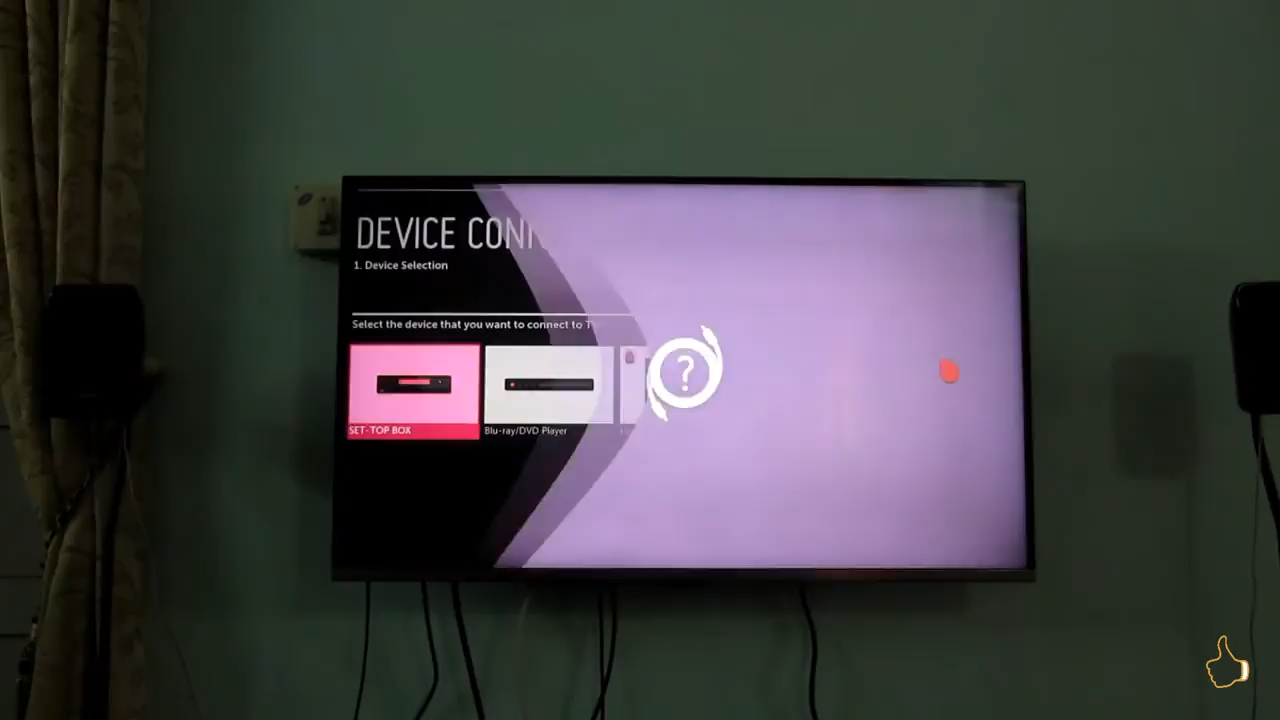 DEVICE CONN
1. Device Selection
Select the device that you want to connect to T
SET-TOP BOX
Blu-ray/DVD Player
?